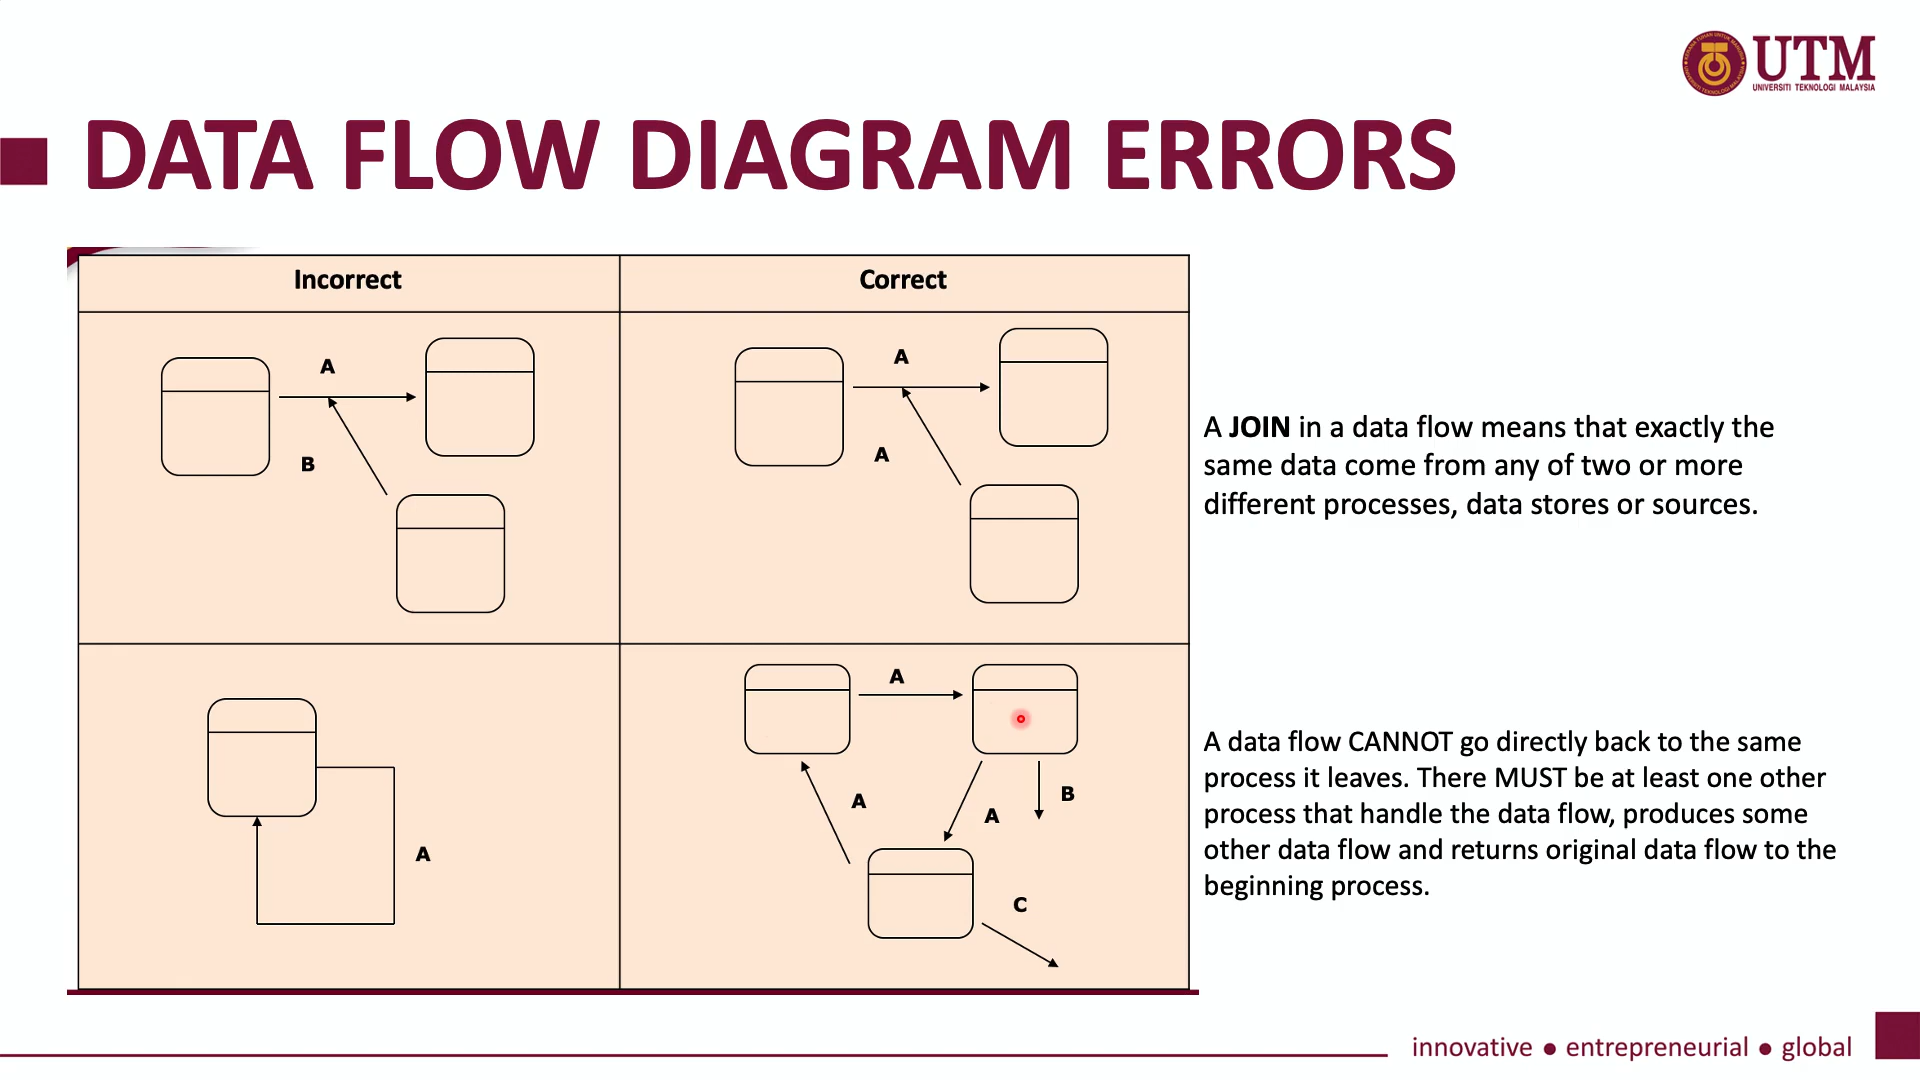 UTM
UNIVERSITI TEKNOLOGI MALAYSIA
DATA FLOW DIAGRAM ERRORS
Incorrect
Correct
A
B
A
A
A JOIN in a data flow means that exactly the
same data come from any of two or more
different processes, data stores or sources.
A
A
A
A
B
C
A data flow CANNOT go directly back to the same
process it leaves. There MUST be at least one other
process that handle the data flow, produces some
other data flow and returns original data flow to the
beginning process.
innovative ● entrepreneurial ● global